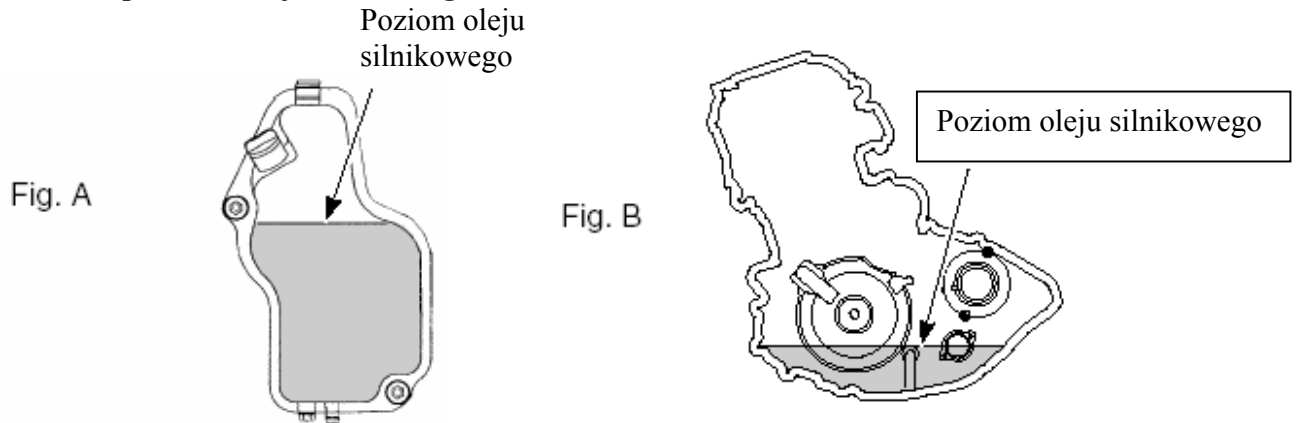 Poziom oleju
silnikowego
Poziom oleju silnikowego
Fig. A
Fig. B